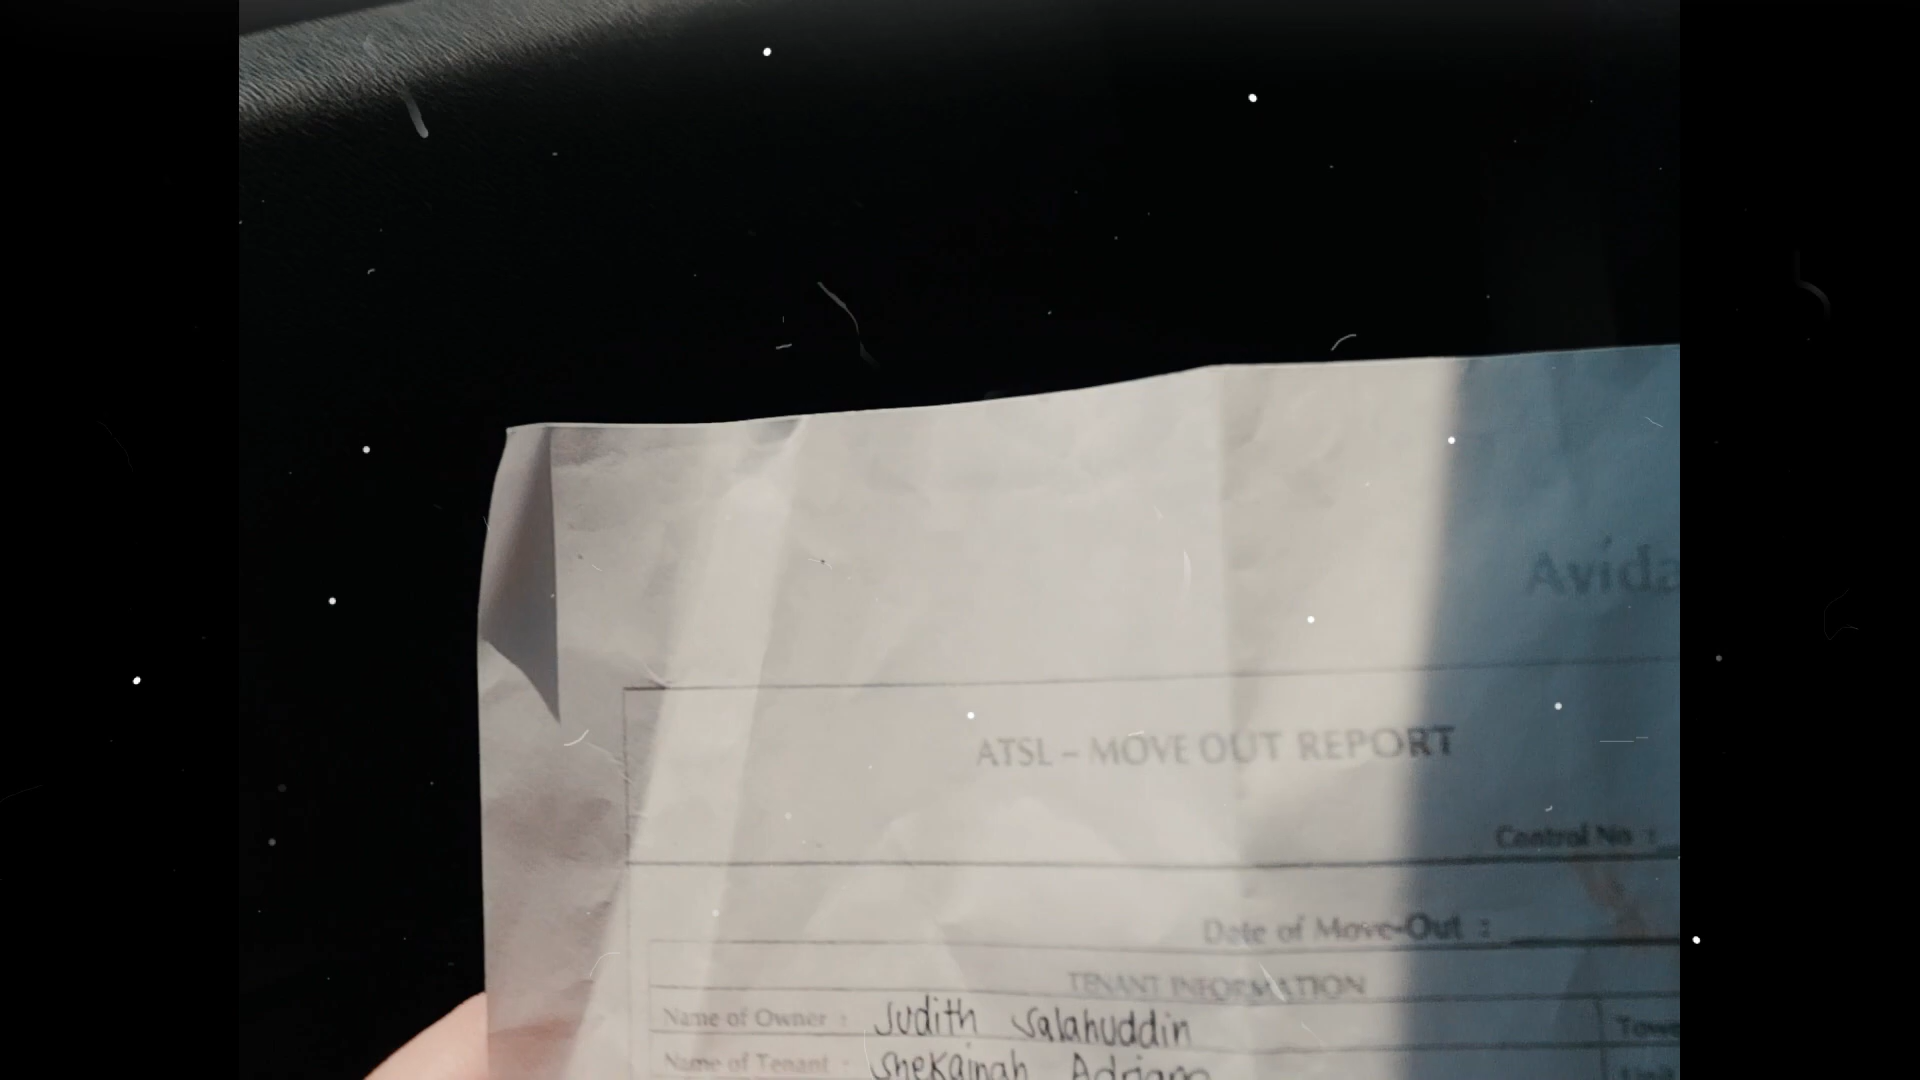 Avida
ATSL – MOVE OUT REPORT
Control No :
Date of Move-Out :
TENANT INFORMATION
Name of Owner : Judith Salahuddin
Name of Tenant : Shekainah Adriano